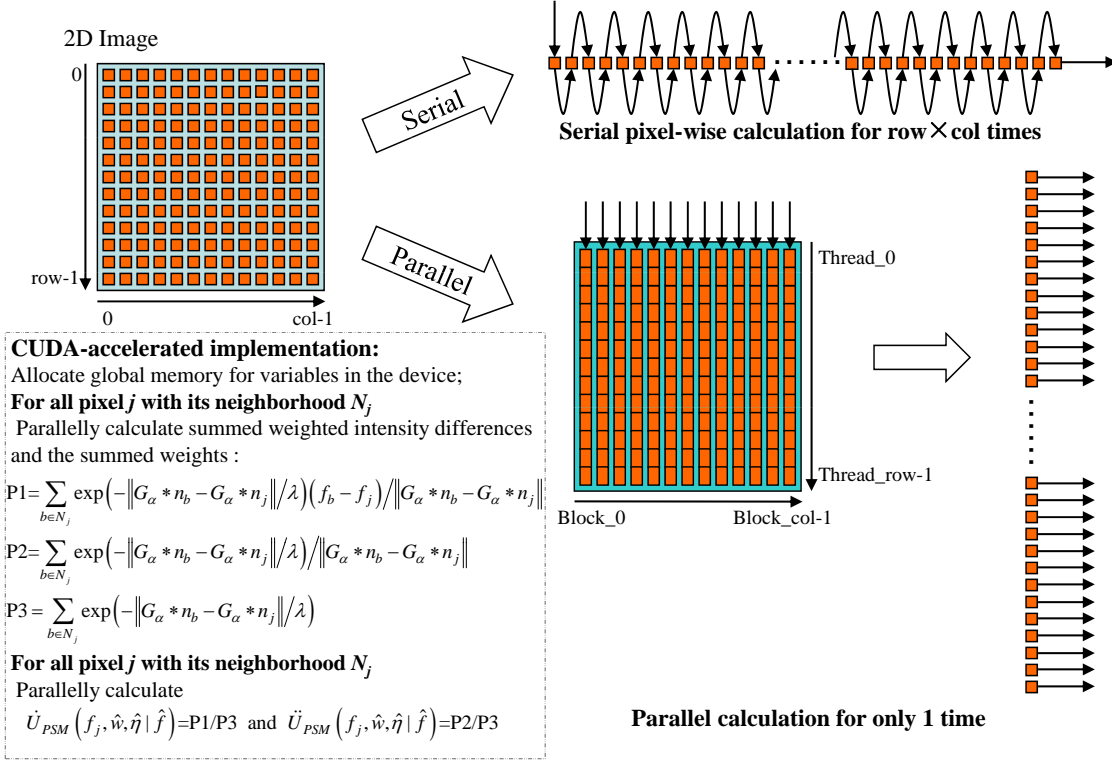 2D Image
0
row-1
0
col-1
Serial
Parallel
Serial pixel-wise calculation for row×col times
Thread_0
Thread_row-1
Block_0
Block_col-1
Parallel calculation for only 1 time
CUDA-accelerated implementation:
Allocate global memory for variables in the device;
For all pixel j with its neighborhood N_j
Parallelly calculate summed weighted intensity differences
and the summed weights :
P1=∑_{b∈N_j} exp(-‖G_α * n_b - G_α * n_j‖/λ)(f_b - f_j)/‖G_α * n_b - G_α * n_j‖
P2=∑_{b∈N_j} exp(-‖G_α * n_b - G_α * n_j‖/λ)/‖G_α * n_b - G_α * n_j‖
P3=∑_{b∈N_j} exp(-‖G_α * n_b - G_α * n_j‖/λ)
For all pixel j with its neighborhood N_j
Parallelly calculate
U̇_{PSM}(f_j, ŵ, η̂ | f̂)=P1/P3 and Ü_{PSM}(f_j, ŵ, η̂ | f̂)=P2/P3